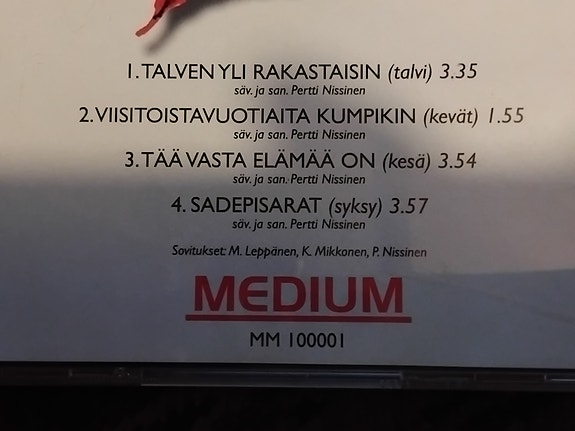 1. TALVEN YLI RAKASTAISIN (talvi) 3.35
säv. ja san. Pertti Nissinen
2. VIISITOISTAVUOTIAITA KUMPIKIN (kevät) 1.55
säv. ja san. Pertti Nissinen
3. TÄÄ VASTA ELÄMÄÄ ON (kesä) 3.54
säv. ja san. Pertti Nissinen
4. SADEPISARAT (syksy) 3.57
säv. ja san. Pertti Nissinen
Sovitukset: M. Leppänen, K. Mikkonen, P. Nissinen
MEDIUM
MM 100001